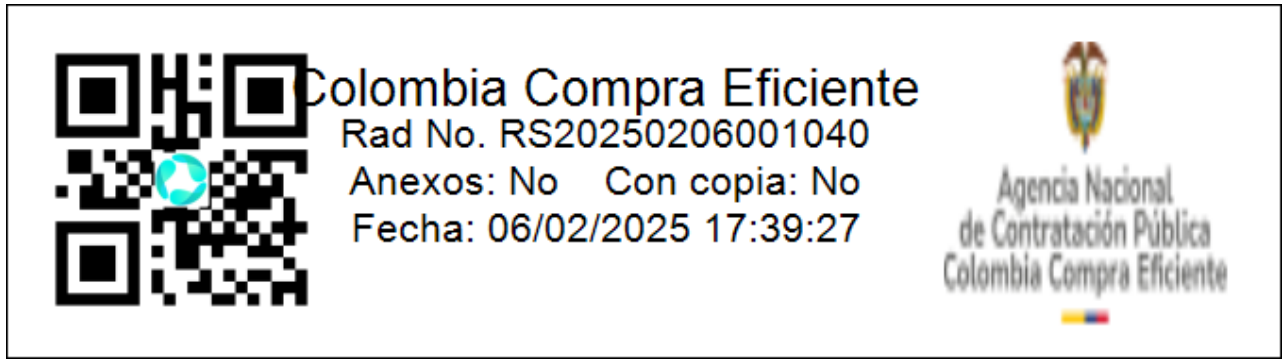 Colombia Compra Eficiente
Rad No. RS20250206001040
Anexos: No Con copia: No
Fecha: 06/02/2025 17:39:27
Agencia Nacional
de Contratación Pública
Colombia Compra Eficiente